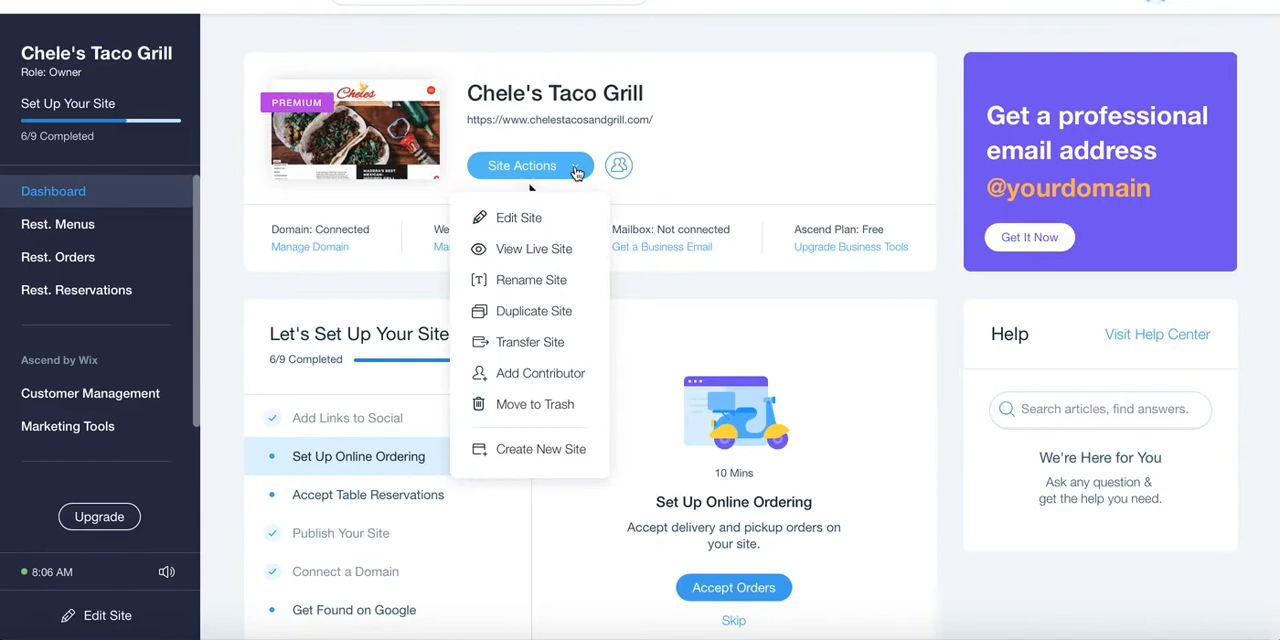 Chele's Taco Grill
Role: Owner
Set Up Your Site
6/9 Completed
Dashboard
Rest. Menus
Rest. Orders
Rest. Reservations
Ascend by Wix
Customer Management
Marketing Tools
Upgrade
8:06 AM
Edit Site
PREMIUM
Cheles
Chele's Taco Grill
https://www.chelestacosandgrill.com/
Site Actions
Edit Site
View Live Site
Rename Site
Duplicate Site
Transfer Site
Add Contributor
Move to Trash
Create New Site
Domain: Connected
Manage Domain
We
Ma
Mailbox: Not connected
Get a Business Email
Ascend Plan: Free
Upgrade Business Tools
Let's Set Up Your Site
6/9 Completed
Add Links to Social
Set Up Online Ordering
Accept Table Reservations
Publish Your Site
Connect a Domain
Get Found on Google
10 Mins
Set Up Online Ordering
Accept delivery and pickup orders on
your site.
Accept Orders
Skip
Get a professional
email address
@yourdomain
Get It Now
Help
Visit Help Center
Search articles, find answers.
We're Here for You
Ask any question &
get the help you need.